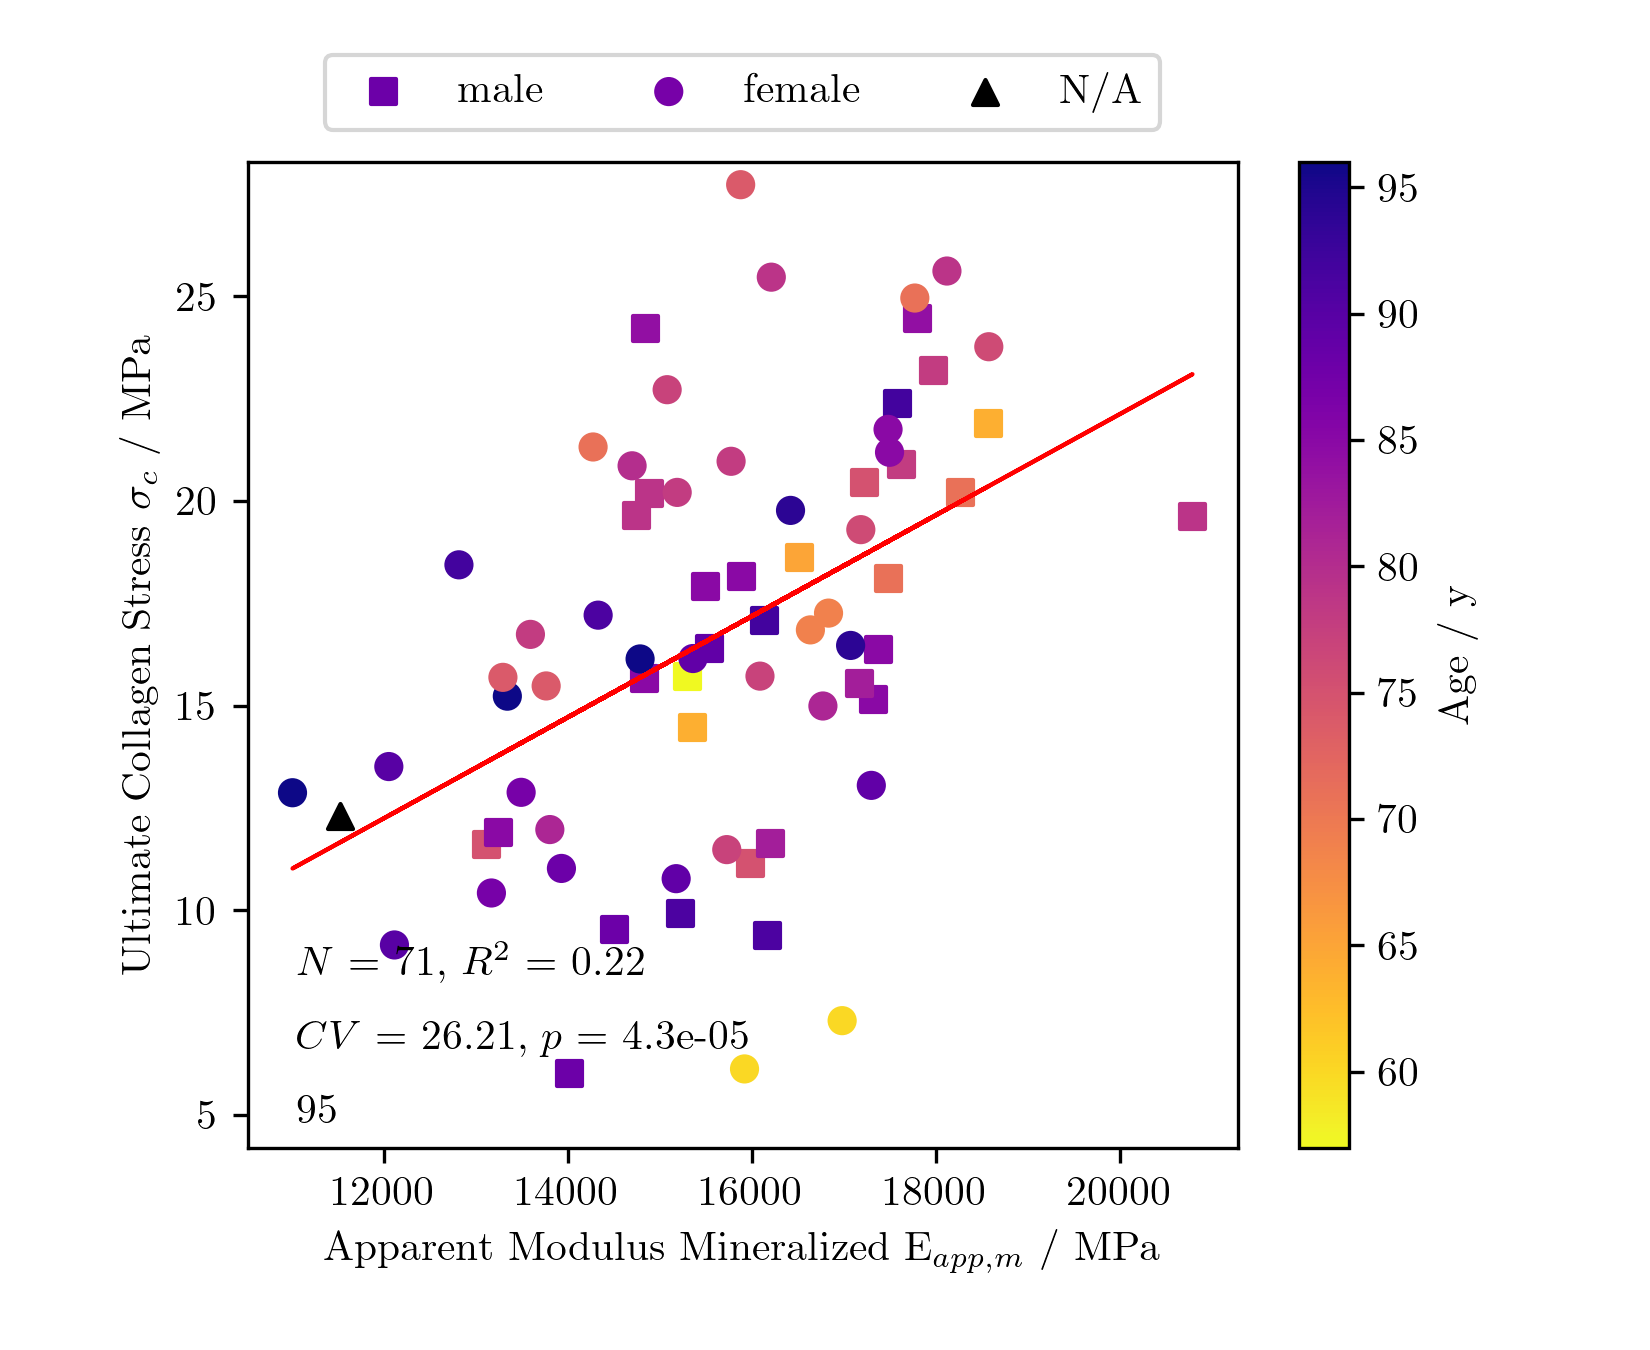 male female N/A
25
20
15
10
5
Ultimate Collagen Stress σc / MPa
N = 71, R² = 0.22
CV = 26.21, p = 4.3e-05
95
12000 14000 16000 18000 20000
Apparent Modulus Mineralized Eapp,m / MPa
95
90
85
80
75
70
65
60
Age / y